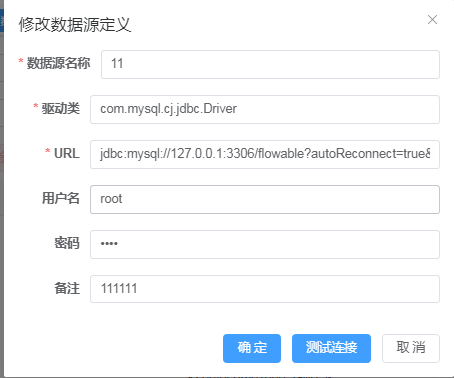 修改数据源定义
* 数据源名称 11
* 驱动类 com.mysql.cj.jdbc.Driver
* URL jdbc:mysql://127.0.0.1:3306/flowable?autoReconnect=true&
用户名 root
密码 ••••
备注 111111
确 定 测试连接 取 消